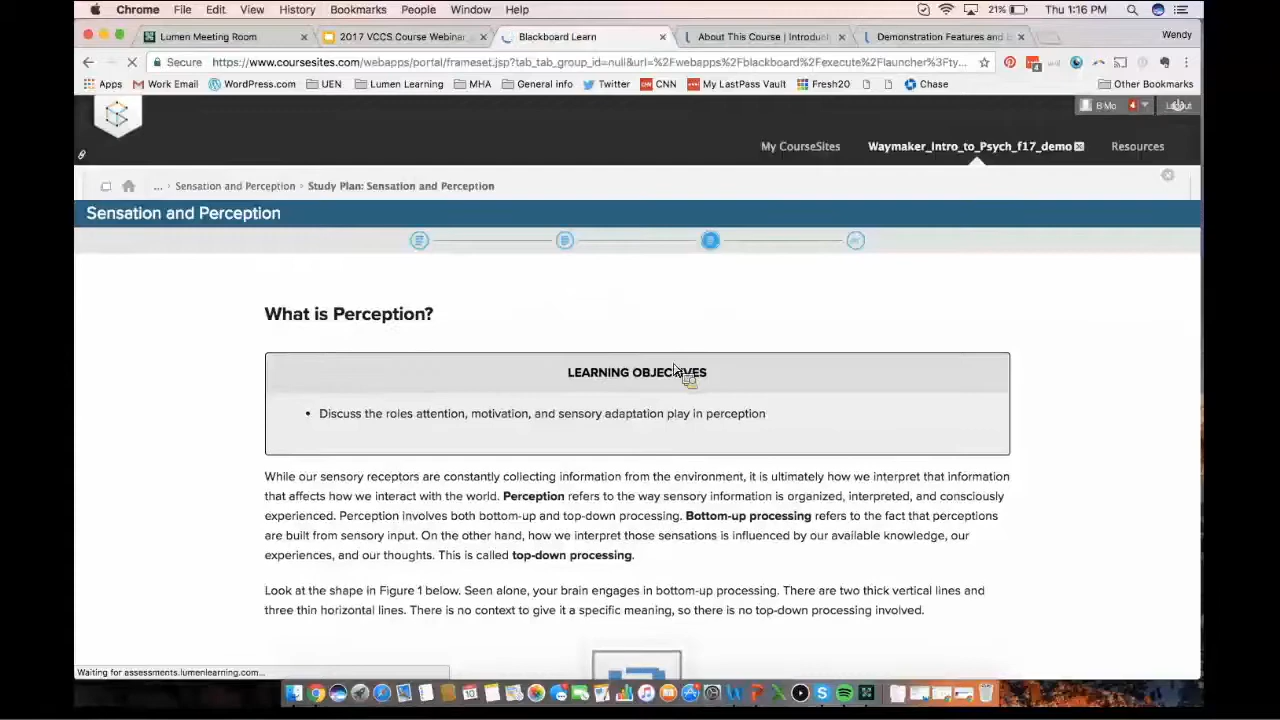 Chrome File Edit View History Bookmarks People Window Help 21% Thu 1:16 PM
Lumen Meeting Room × 2017 VCCS Course Webinar × Blackboard Learn × About This Course | Introduct × Demonstration Features and E × Wendy
Secure https://www.coursesites.com/webapps/portal/frameset.jsp?tab_tab_group_id=null&url=%2Fwebapps%2Fblackboard%2Fexecute%2Flauncher%3Fty...
Apps Work Email WordPress.com UEN Lumen Learning MHA General info Twitter CNN My LastPass Vault Fresh20 Chase Other Bookmarks
B Mo 4 Logout
My CourseSites Waymaker_Intro_to_Psych_f17_demo Resources
... › Sensation and Perception › Study Plan: Sensation and Perception
Sensation and Perception
What is Perception?
LEARNING OBJECTIVES
• Discuss the roles attention, motivation, and sensory adaptation play in perception
While our sensory receptors are constantly collecting information from the environment, it is ultimately how we interpret that information
that affects how we interact with the world. Perception refers to the way sensory information is organized, interpreted, and consciously
experienced. Perception involves both bottom-up and top-down processing. Bottom-up processing refers to the fact that perceptions
are built from sensory input. On the other hand, how we interpret those sensations is influenced by our available knowledge, our
experiences, and our thoughts. This is called top-down processing.
Look at the shape in Figure 1 below. Seen alone, your brain engages in bottom-up processing. There are two thick vertical lines and
three thin horizontal lines. There is no context to give it a specific meaning, so there is no top-down processing involved.
Waiting for assessments.lumenlearning.com...